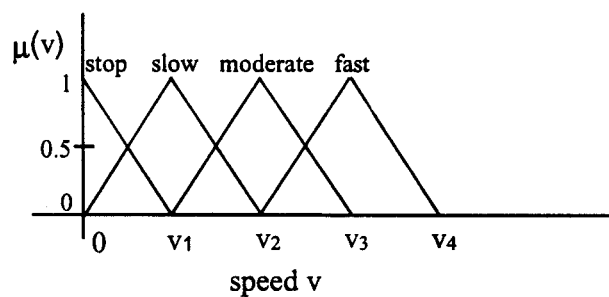 μ(v)
stop slow moderate fast
1
0.5
0
0 v1 v2 v3 v4
speed v